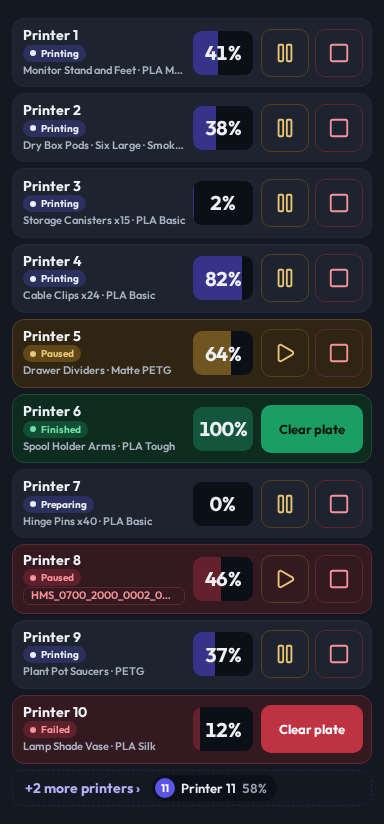 Printer 1
Printing
Monitor Stand and Feet · PLA M...
41%
Printer 2
Printing
Dry Box Pods · Six Large · Smok...
38%
Printer 3
Printing
Storage Canisters x15 · PLA Basic
2%
Printer 4
Printing
Cable Clips x24 · PLA Basic
82%
Printer 5
Paused
Drawer Dividers · Matte PETG
64%
Printer 6
Finished
Spool Holder Arms · PLA Tough
100%
Clear plate
Printer 7
Preparing
Hinge Pins x40 · PLA Basic
0%
Printer 8
Paused
HMS_0700_2000_0002_0...
46%
Printer 9
Printing
Plant Pot Saucers · PETG
37%
Printer 10
Failed
Lamp Shade Vase · PLA Silk
12%
Clear plate
+2 more printers › 11 Printer 11 58%